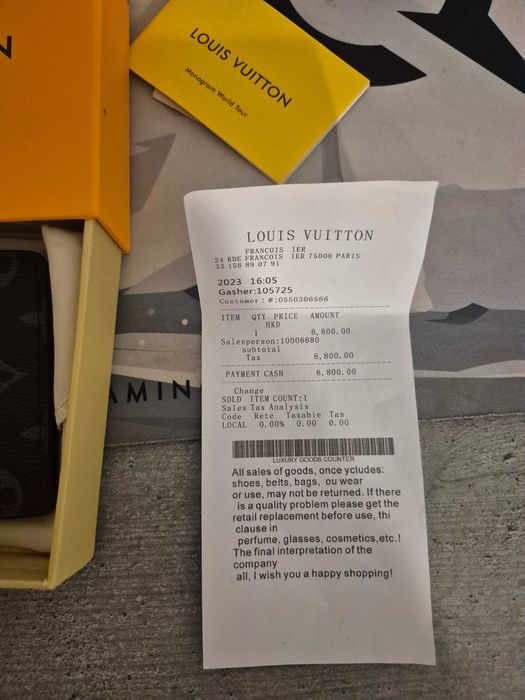 N
LOUIS VUITTON
Monogram World Tour
LOUIS VUITTON
FRANCOIS IER
24 RDE FRANCOIS IER 75008 PARIS
33 156 89 07 91
2023 16:05
Gasher:105725
Customer: #:0550306566
ITEM QTY PRICE AMOUNT
HKD
1 6,800.00
Salesperson:10006680
subtotal
Tax 6,800.00
PAYMENT CASH 6,800.00
Change
SOLD ITEM COUNT:1
Sales Tax Analysis
Code Rete Taxable Tas
LOCAL 0.00% 0.00 0.00
LUXURY GOODS COUNTER
All sales of goods, once ycludes:
shoes, belts, bags, ou wear
or use, may not be returned. If there
is a quality problem please get the
retail replacement before use, thi
clause in
perfume, glasses, cosmetics,etc.!
The final interpretation of the
company
all, I wish you a happy shopping!
AMIN